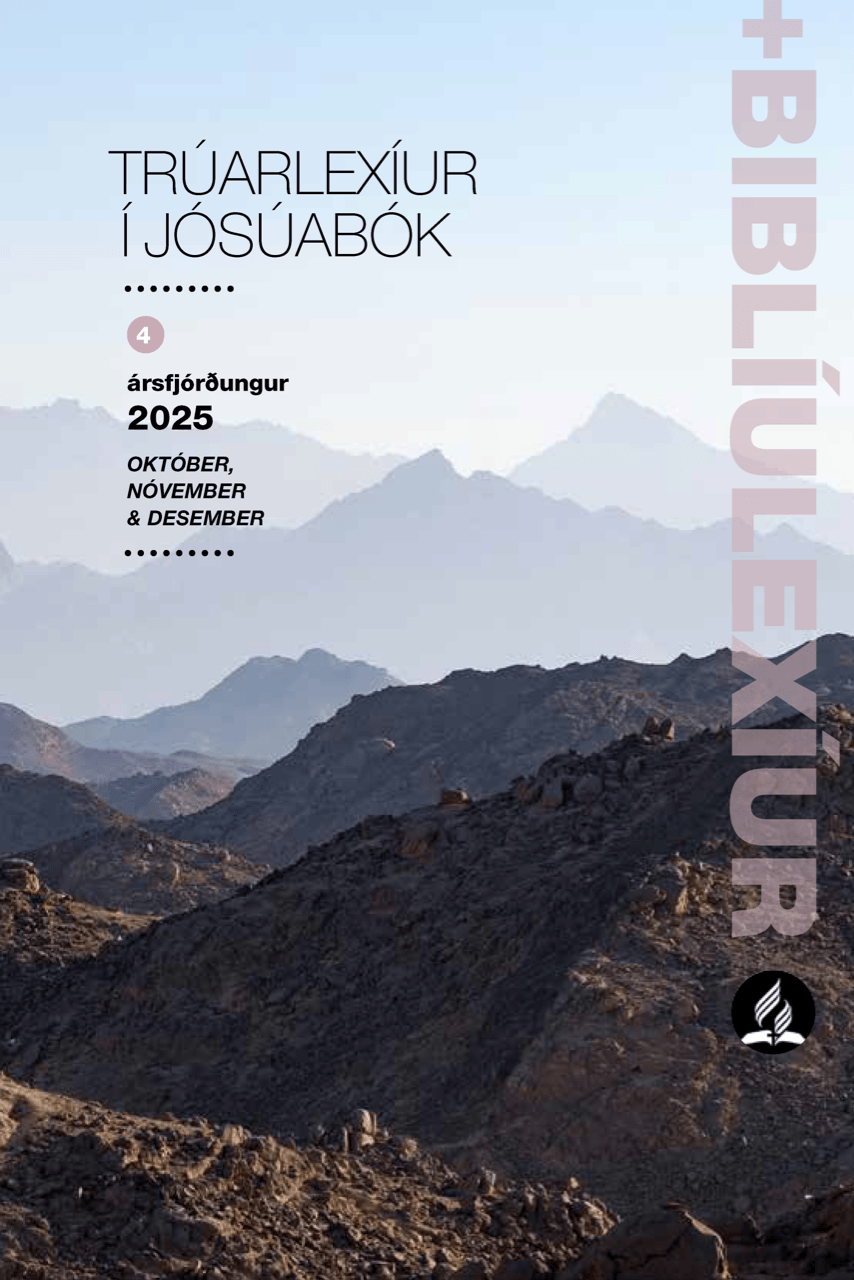 TRÚARLEXÍUR
Í JÓSÚABÓK
4
ársfjórðungur
2025
OKTÓBER,
NÓVEMBER
& DESEMBER
+BIBLÍULEXÍUR